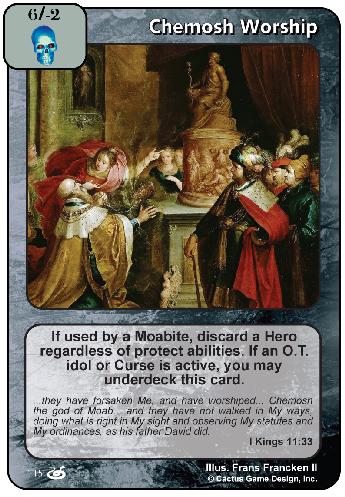 6/-2
Chemosh Worship
If used by a Moabite, discard a Hero
regardless of protect abilities. If an O.T.
idol or Curse is active, you may
underdeck this card.
...they have forsaken Me, and have worshiped... Chemosh
the god of Moab... and they have not walked in My ways,
doing what is right in My sight and observing My statutes and
My ordinances, as his father David did.
I Kings 11:33
Illus. Frans Francken II
© Cactus Game Design, Inc.